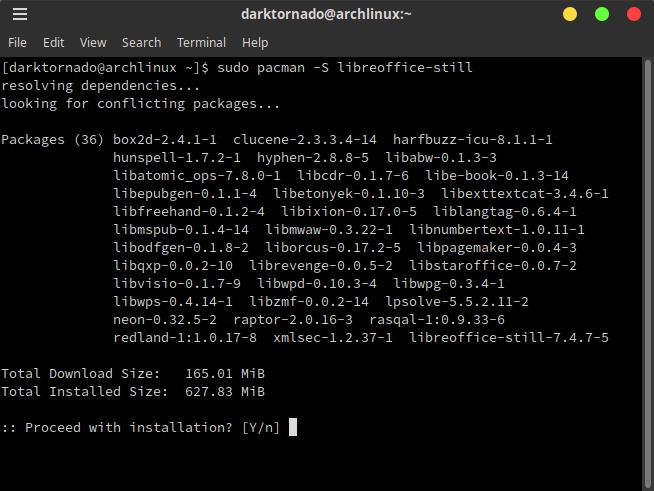 darktornado@archlinux:~
File Edit View Search Terminal Help
[darktornado@archlinux ~]$ sudo pacman -S libreoffice-still
resolving dependencies...
looking for conflicting packages...
Packages (36) box2d-2.4.1-1  clucene-2.3.3.4-14  harfbuzz-icu-8.1.1-1
hunspell-1.7.2-1  hyphen-2.8.8-5  libabw-0.1.3-3
libatomic_ops-7.8.0-1  libcdr-0.1.7-6  libe-book-0.1.3-14
libepubgen-0.1.1-4  libetonyek-0.1.10-3  libexttextcat-3.4.6-1
libfreehand-0.1.2-4  libixion-0.17.0-5  liblangtag-0.6.4-1
libmspub-0.1.4-14  libmwaw-0.3.22-1  libnumbertext-1.0.11-1
libodfgen-0.1.8-2  liborcus-0.17.2-5  libpagemaker-0.0.4-3
libqxp-0.0.2-10  librevenge-0.0.5-2  libstaroffice-0.0.7-2
libvisio-0.1.7-9  libwpd-0.10.3-4  libwpg-0.3.4-1
libwps-0.4.14-1  libzmf-0.0.2-14  lpsolve-5.5.2.11-2
neon-0.32.5-2  raptor-2.0.16-3  rasqal-1:0.9.33-6
redland-1:1.0.17-8  xmlsec-1.2.37-1  libreoffice-still-7.4.7-5
Total Download Size:   165.01 MiB
Total Installed Size:  627.83 MiB
:: Proceed with installation? [Y/n]